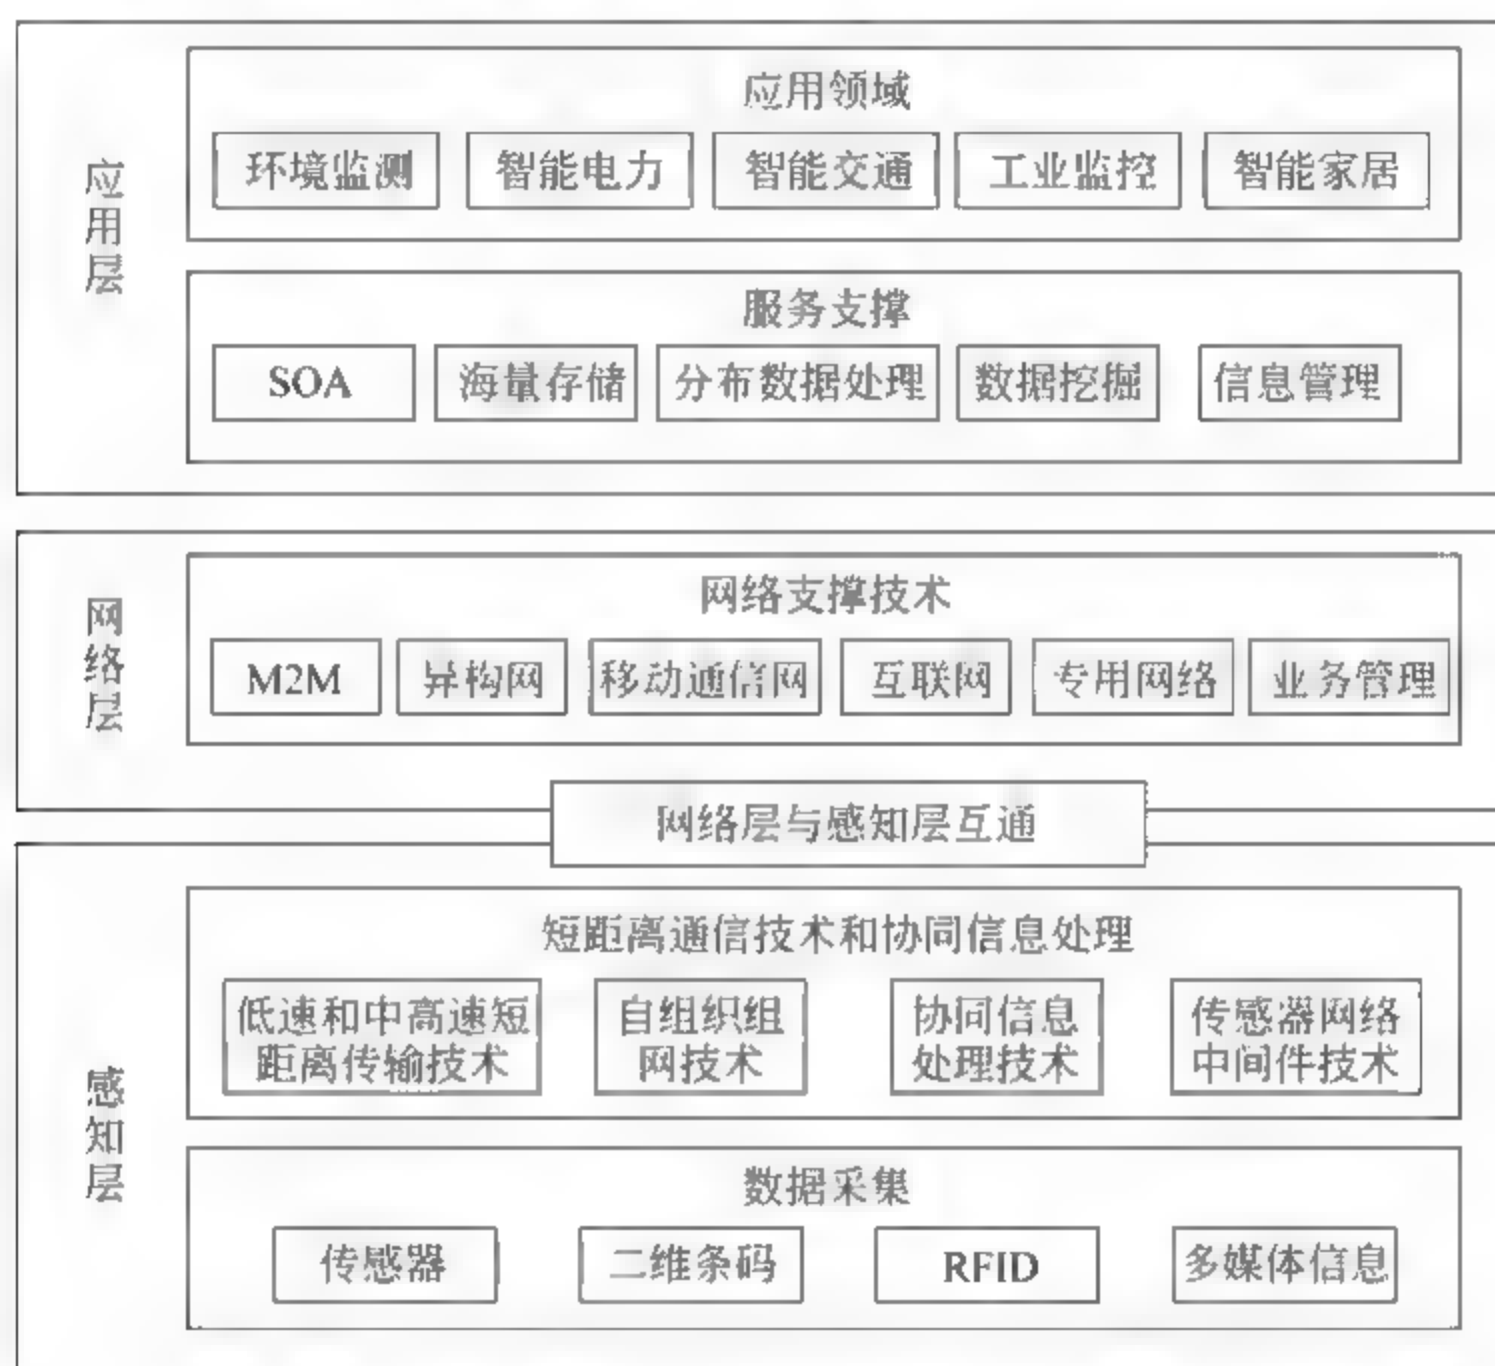 应用层
应用领域
环境监测 智能电力 智能交通 工业监控 智能家居
服务支撑
SOA 海量存储 分布数据处理 数据挖掘 信息管理
网络层
网络支撑技术
M2M 异构网 移动通信网 互联网 专用网络 业务管理
网络层与感知层互通
感知层
短距离通信技术和协同信息处理
低速和中高速短
距离传输技术
自组织组
网技术
协同信息
处理技术
传感器网络
中间件技术
数据采集
传感器 二维条码 RFID 多媒体信息